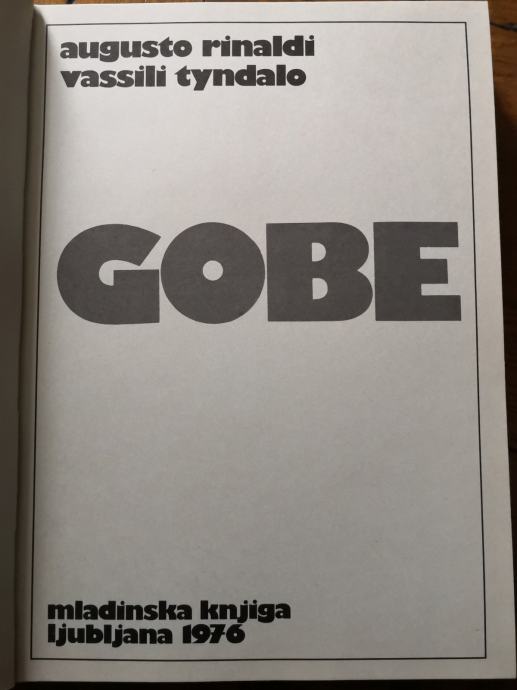 augusto rinaldi
vassili tyndalo
GOBE
mladinska knjiga
ljubljana 1976